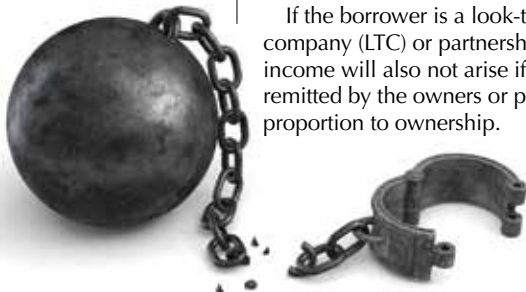 If the borrower is a look-t
company (LTC) or partnersh
income will also not arise if
remitted by the owners or p
proportion to ownership.